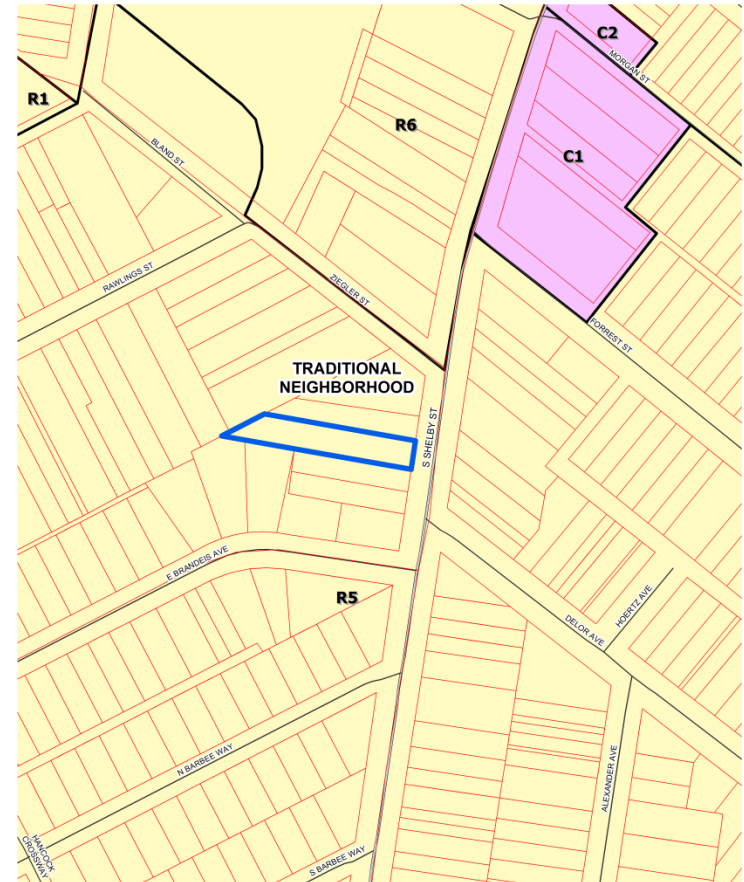 C2
MORGAN ST
R1
R6
BLAND ST
C1
RAWLINGS ST
ZIEGLER ST
FORREST ST
TRADITIONAL
NEIGHBORHOOD
S SHELBY ST
E BRANDEIS AVE
R5
DELOR AVE
HOERTZ AVE
N BARBEE WAY
ALEXANDER AVE
HANCOCK
CROSSWAY
S BARBEE WAY